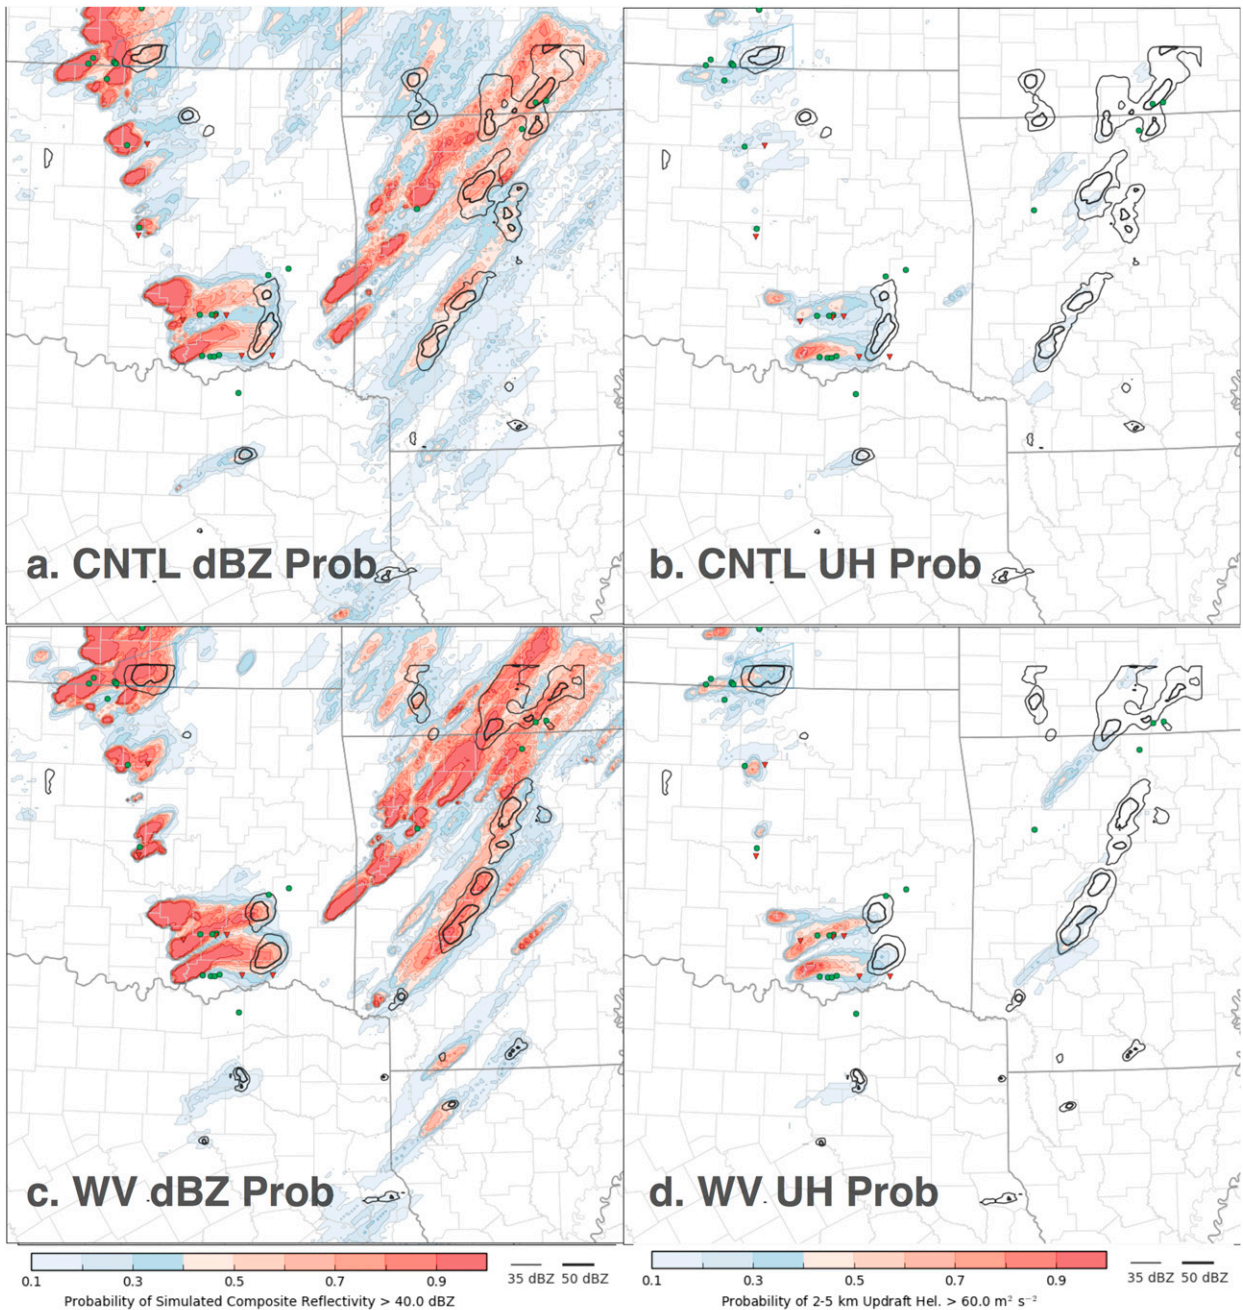 a. CNTL dBZ Prob
b. CNTL UH Prob
c. WV dBZ Prob
d. WV UH Prob
0.1 0.3 0.5 0.7 0.9
35 dBZ 50 dBZ
Probability of Simulated Composite Reflectivity > 40.0 dBZ
0.1 0.3 0.5 0.7 0.9
35 dBZ 50 dBZ
Probability of 2-5 km Updraft Hel. > 60.0 m² s⁻²